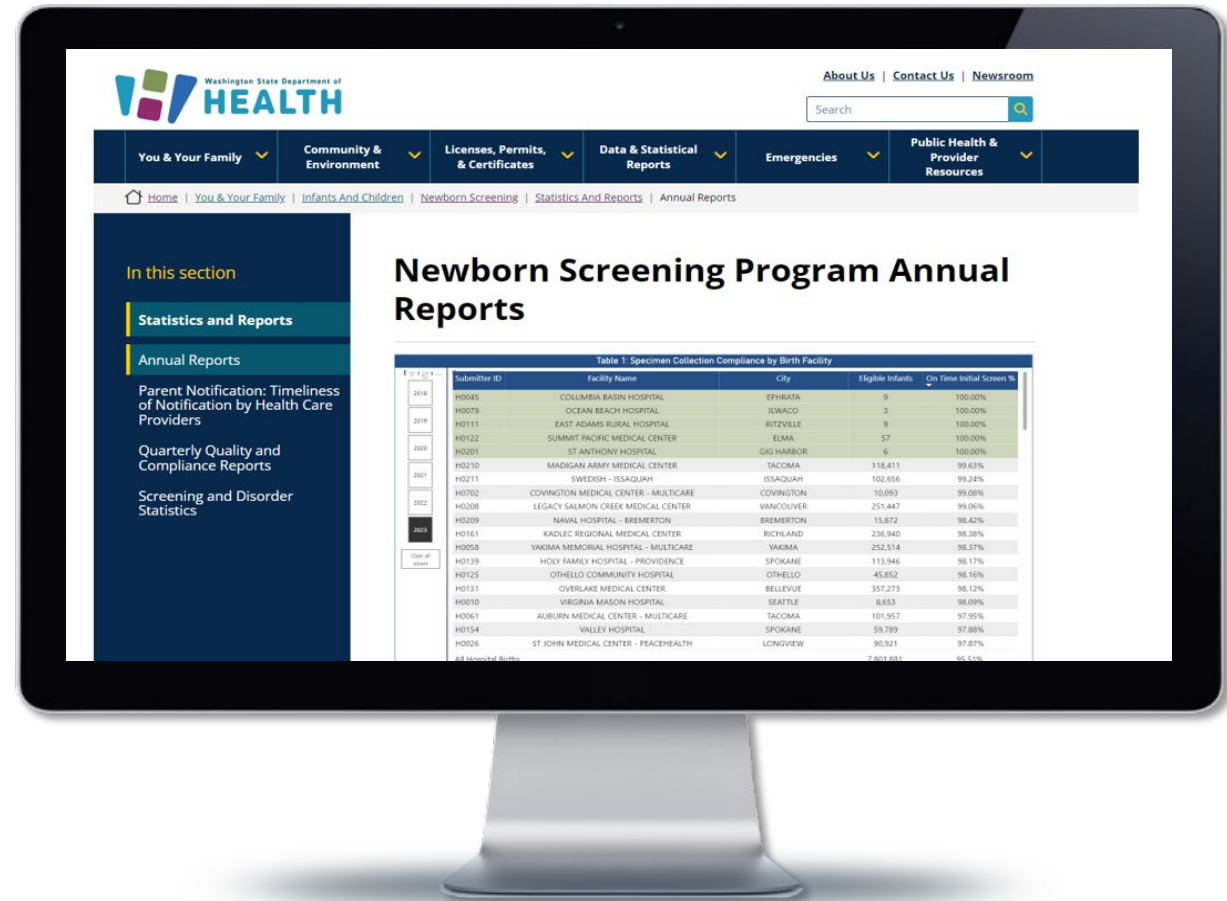 Washington State Department of
HEALTH
About Us | Contact Us | Newsroom
Search
You & Your Family
Community &
Environment
Licenses, Permits,
& Certificates
Data & Statistical
Reports
Emergencies
Public Health &
Provider
Resources
Home | You & Your Family | Infants And Children | Newborn Screening | Statistics And Reports | Annual Reports
In this section
Statistics and Reports
Annual Reports
Parent Notification: Timeliness
of Notification by Health Care
Providers
Quarterly Quality and
Compliance Reports
Screening and Disorder
Statistics
Newborn Screening Program Annual
Reports
Table 1: Specimen Collection Compliance by Birth Facility
2018
2019
2020
2021
2022
2023
Clear all
Submitter ID Facility Name City Eligible Infants On Time Initial Screen %
H0045 COLUMBIA BASIN HOSPITAL EPHRATA 9 100.00%
H0079 OCEAN BEACH HOSPITAL ILWACO 3 100.00%
H0111 EAST ADAMS RURAL HOSPITAL RITZVILLE 9 100.00%
H0122 SUMMIT PACIFIC MEDICAL CENTER ELMA 57 100.00%
H0201 ST ANTHONY HOSPITAL GIG HARBOR 6 100.00%
H0210 MADIGAN ARMY MEDICAL CENTER TACOMA 118,411 99.63%
H0211 SWEDISH - ISSAQUAH ISSAQUAH 102,656 99.24%
H0702 COVINGTON MEDICAL CENTER - MULTICARE COVINGTON 10,093 99.08%
H0208 LEGACY SALMON CREEK MEDICAL CENTER VANCOUVER 251,447 99.06%
H0209 NAVAL HOSPITAL - BREMERTON BREMERTON 15,872 98.42%
H0161 KADLEC REGIONAL MEDICAL CENTER RICHLAND 236,940 98.38%
H0058 YAKIMA MEMORIAL HOSPITAL - MULTICARE YAKIMA 252,514 98.37%
H0139 HOLY FAMILY HOSPITAL - PROVIDENCE SPOKANE 113,946 98.17%
H0125 OTHELLO COMMUNITY HOSPITAL OTHELLO 45,852 98.16%
H0131 OVERLAKE MEDICAL CENTER BELLEVUE 357,273 98.12%
H0010 VIRGINIA MASON HOSPITAL SEATTLE 8,653 98.09%
H0061 AUBURN MEDICAL CENTER - MULTICARE TACOMA 101,957 97.95%
H0154 VALLEY HOSPITAL SPOKANE 59,789 97.88%
H0026 ST JOHN MEDICAL CENTER - PEACEHEALTH LONGVIEW 90,921 97.87%
All Hospital Births 7,801,881 95.51%